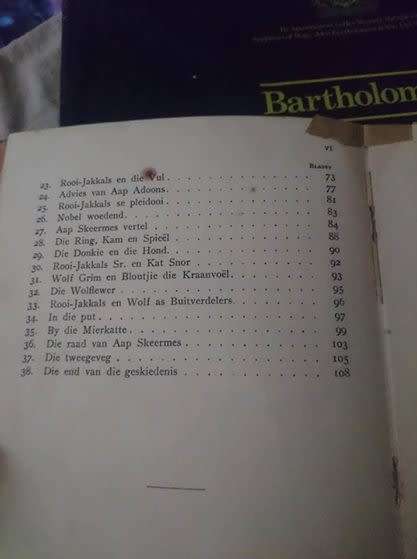 Bartholom
VI
BLADSY
23. Rooi-Jakkals en die Vul . . . . . . . . . . 73
24. Advies van Aap Adoons . . . . . . . . . . 77
25. Rooi-Jakkals se pleidooi . . . . . . . . . . 81
26. Nobel woedend . . . . . . . . . . 83
27. Aap Skeermes vertel . . . . . . . . . . 84
28. Die Ring, Kam en Spieël . . . . . . . . . . 88
29. Die Donkie en die Hond . . . . . . . . . . 90
30. Rooi-Jakkals Sr. en Kat Snor . . . . . . . . . . 92
31. Wolf Grim en Bloutjie die Kraanvoël . . . . . . . . . . 93
32. Die Wolflewer . . . . . . . . . . 95
33. Rooi-Jakkals en Wolf as Buitverdelers . . . . . . . . . . 96
34. In die put . . . . . . . . . . 97
35. By die Mierkatte . . . . . . . . . . 99
36. Die raad van Aap Skeermes . . . . . . . . . . 103
37. Die tweegeveg . . . . . . . . . . 105
38. Die end van die geskiedenis . . . . . . . . . . 108